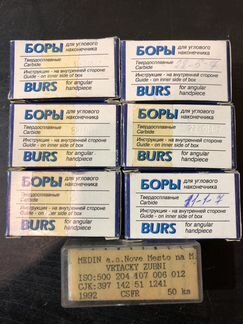 БОРЫ для углового
наконечника
Твердосплавные
Carbide
Инструкция - на внутренней стороне
Guide - on inner side of box
BURS for angular
handpiece
БОРЫ для углового
наконечника
Твердосплавные
Carbide
Инструкция - на внутренней стороне
Guide - on inner side of box
BURS for angular
handpiece
БОРЫ для углового
наконечника
Твердосплавные
Carbide
Инструкция - на внутренней стороне
Guide - on inner side of box
BURS for angular
handpiece
БОРЫ для углового
наконечника
Твердосплавные
Carbide
Инструкция - на внутренней стороне
Guide - on inner side of box
BURS for angular
handpiece
БОРЫ для углового
наконечника
Твердосплавные
Carbide
Инструкция - на внутренней стороне
Guide - on inner side of box
BURS for angular
handpiece
БОРЫ для углового
наконечника
Твердосплавные
Carbide
Инструкция - на внутренней стороне
Guide - on inner side of box
BURS for angular
handpiece
MEDIN a.s. Nove Mesto na M.
VRTACKY ZUBNI
ISO:500 204 107 006 012
CJK:397 142 51 1241
1992 CSFR 50 ks